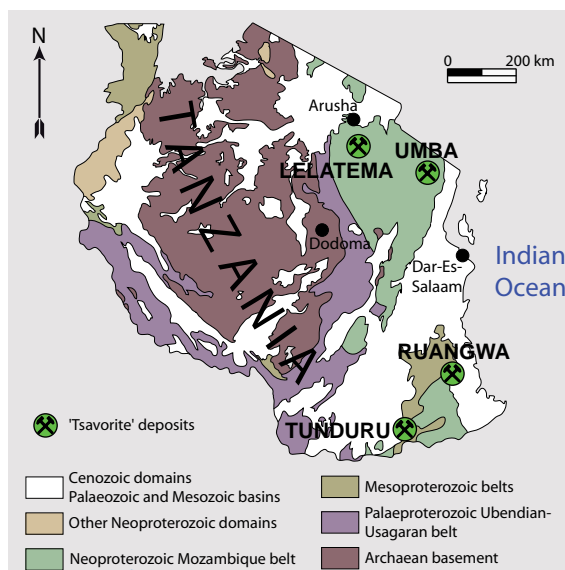 N
0 200 km
Arusha
UMBA
LELATEMA
TANZANIA
Dodoma
Dar-Es-
Salaam
Indian
Ocean
RUANGWA
TUNDURU
'Tsavorite' deposits
Cenozoic domains
Palaeozoic and Mesozoic basins
Other Neoproterozoic domains
Neoproterozoic Mozambique belt
Mesoproterozoic belts
Palaeproterozoic Ubendian-
Usagaran belt
Archaean basement